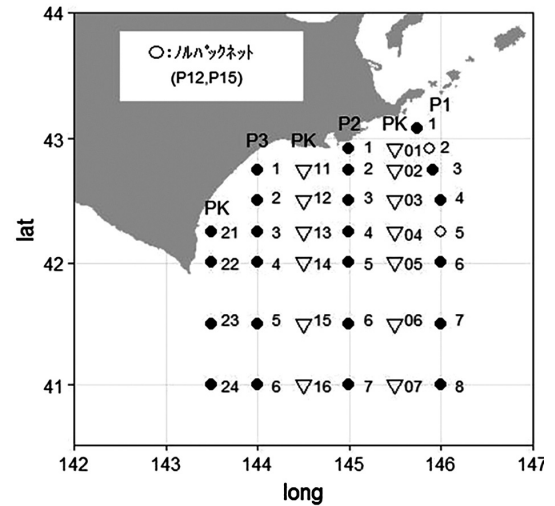 44
○:ﾉﾙﾊﾟｯｸﾈｯﾄ
(P12,P15)
P1
43
P3 PK P2 PK 1
1 01 2
1 11 2 02 3
PK 2 12 3 03 4
21 3 13 4 04 5
42 22 4 14 5 05 6
23 5 15 6 06 7
41 24 6 16 7 07 8
142 143 144 145 146 147
lat
long